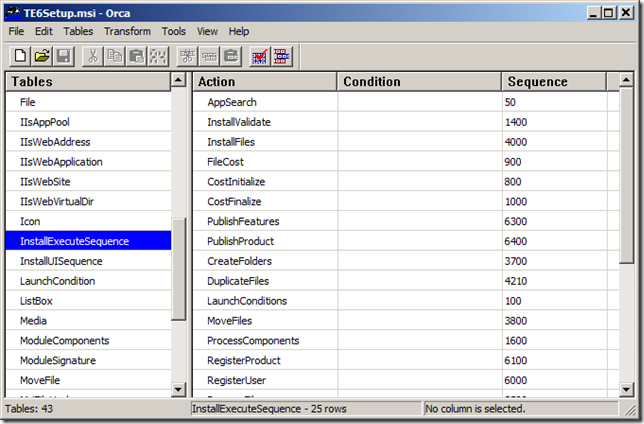 TE6Setup.msi - Orca
File Edit Tables Transform Tools View Help
Tables Action Condition Sequence
File AppSearch 50
IIsAppPool InstallValidate 1400
IIsWebAddress InstallFiles 4000
IIsWebApplication FileCost 900
IIsWebSite CostInitialize 800
IIsWebVirtualDir CostFinalize 1000
Icon PublishFeatures 6300
InstallExecuteSequence PublishProduct 6400
InstallUISequence CreateFolders 3700
LaunchCondition DuplicateFiles 4210
ListBox LaunchConditions 100
Media MoveFiles 3800
ModuleComponents ProcessComponents 1600
ModuleSignature RegisterProduct 6100
MoveFile RegisterUser 6000
Tables: 43 InstallExecuteSequence - 25 rows No column is selected.